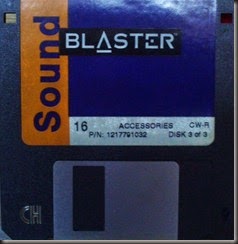 Sound
BLASTER
16 ACCESSORIES CW-R
P/N: 1217791032 DISK 3 of 3